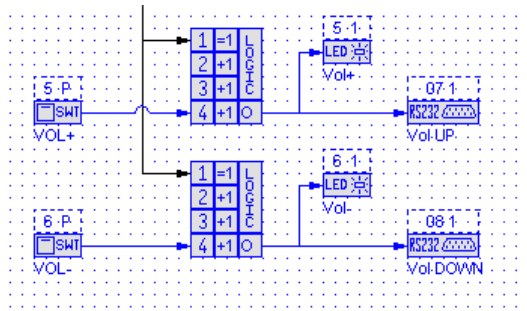 5 1
1 =1 L
2 +1 O
3 +1 G
4 +1 O
I
C
LED
Vol+
5 P
SWT
VOL+
07 1
RS232
Vol UP
6 1
1 =1 L
2 +1 O
3 +1 G
4 +1 O
I
C
LED
Vol-
6 P
SWT
VOL-
08 1
RS232
Vol DOWN